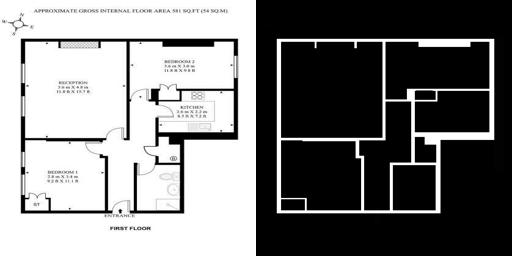 APPROXIMATE GROSS INTERNAL FLOOR AREA 581 SQ.FT (54 SQ.M)
N
W
E
S
BEDROOM 2
3.6 M X 3.0 M
11.8 FT X 9.8 FT
RECEPTION
3.6 M X 4.8 M
11.8 FT X 15.7 FT
KITCHEN
2.6 M X 2.2 M
8.5 FT X 7.2 FT
B
BEDROOM 1
2.8 M X 3.4 M
9.2 FT X 11.1 FT
ST
ENTRANCE
FIRST FLOOR